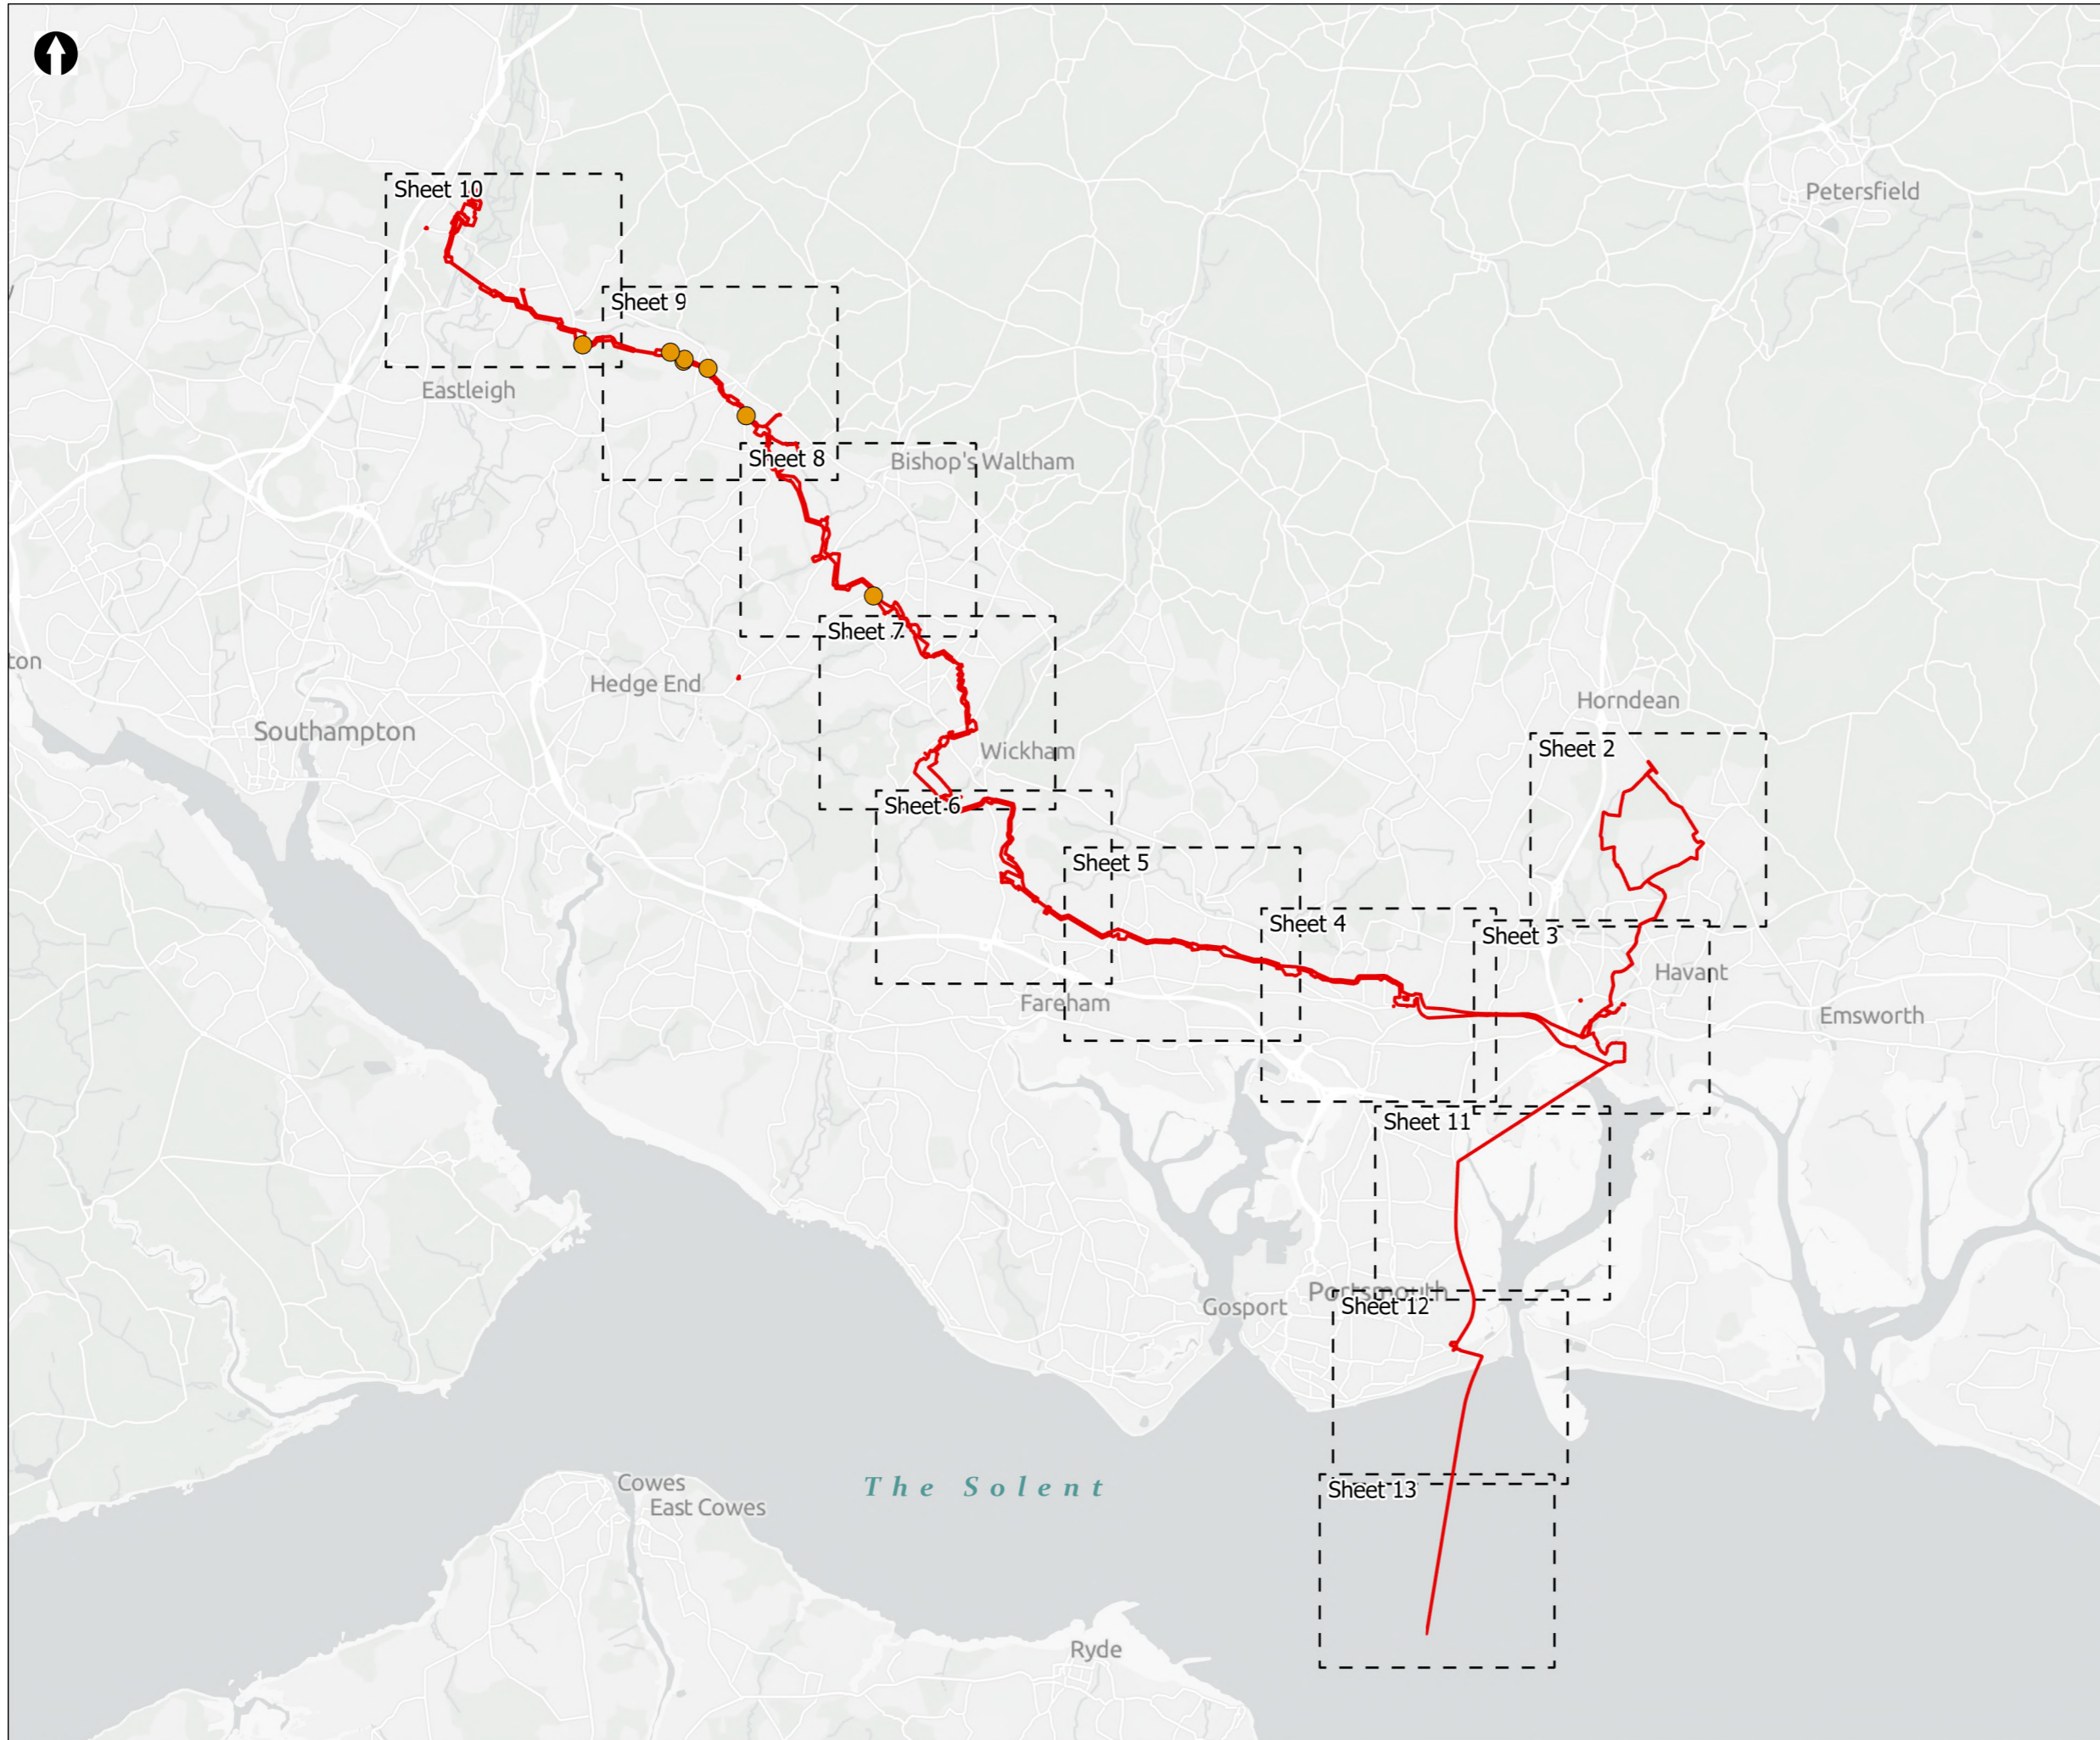 Petersfield
Sheet 10
Sheet 9
Eastleigh
Sheet 8
Bishop's Waltham
Sheet 7
ton
Hedge End
Horndean
Southampton
Wickham
Sheet 2
Sheet 6
Sheet 5
Sheet 4
Sheet 3
Havant
Fareham
Emsworth
Sheet 11
Portsmouth
Gosport
Sheet 12
Cowes
The Solent
Sheet 13
East Cowes
Ryde